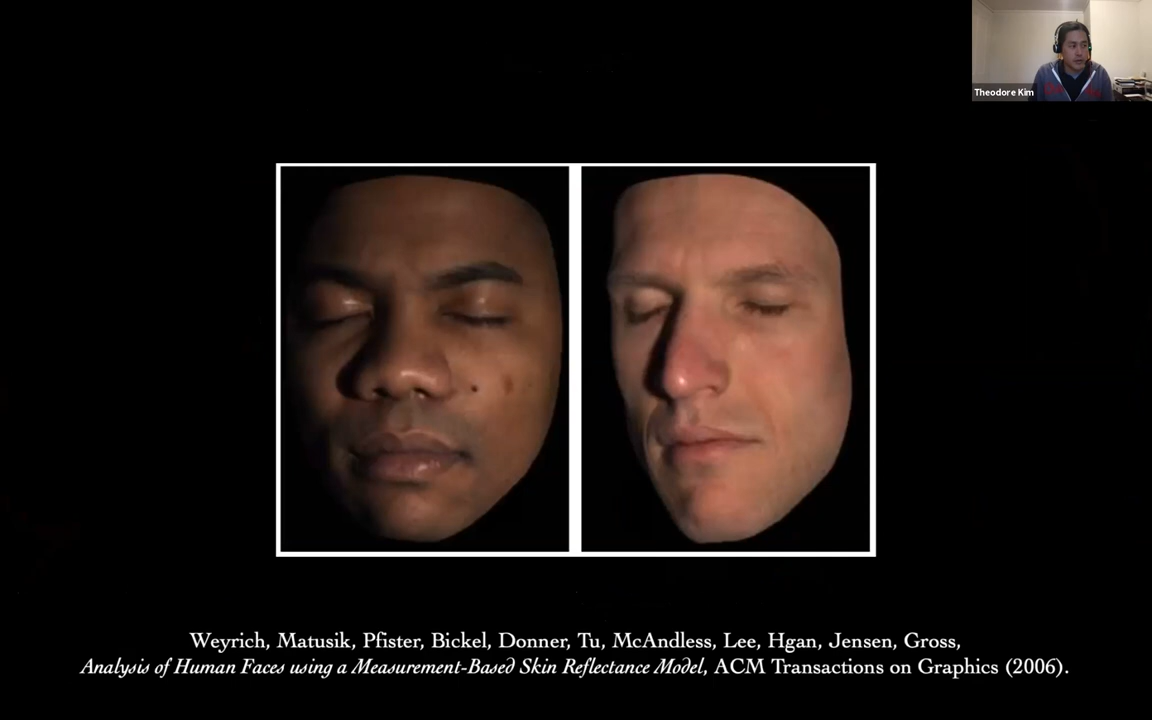 Theodore Kim
Weyrich, Matusik, Pfister, Bickel, Donner, Tu, McAndless, Lee, Hgan, Jensen, Gross,
Analysis of Human Faces using a Measurement-Based Skin Reflectance Model, ACM Transactions on Graphics (2006).